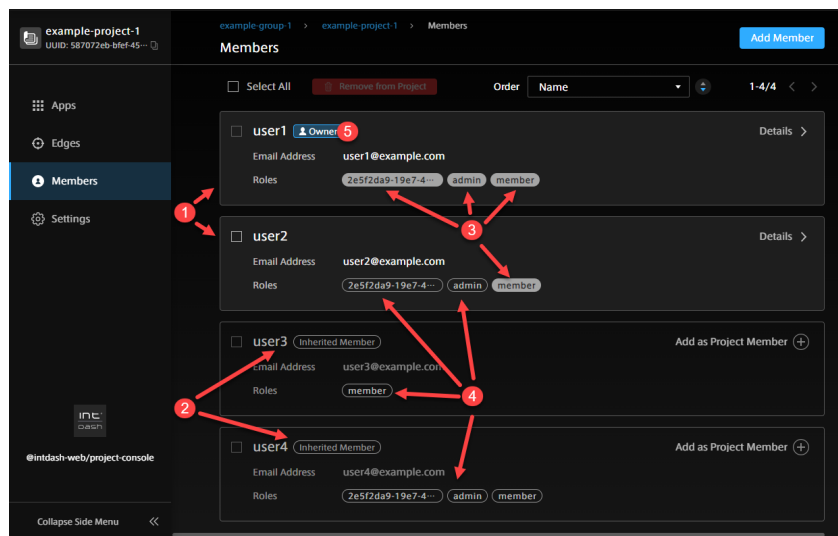 example-project-1
UUID: 587072eb-bfef-45···
Apps
Edges
Members
Settings
int
dash
@intdash-web/project-console
Collapse Side Menu
example-group-1 > example-project-1 > Members
Members
Add Member
Select All
Remove from Project
Order
Name
1-4/4
user1
Owner
5
Details
Email Address
user1@example.com
Roles
2e5f2da9-19e7-4···
admin
member
1
3
user2
Details
Email Address
user2@example.com
Roles
2e5f2da9-19e7-4···
admin
member
user3
Inherited Member
Add as Project Member
Email Address
user3@example.com
Roles
member
2
4
user4
Inherited Member
Add as Project Member
Email Address
user4@example.com
Roles
2e5f2da9-19e7-4···
admin
member